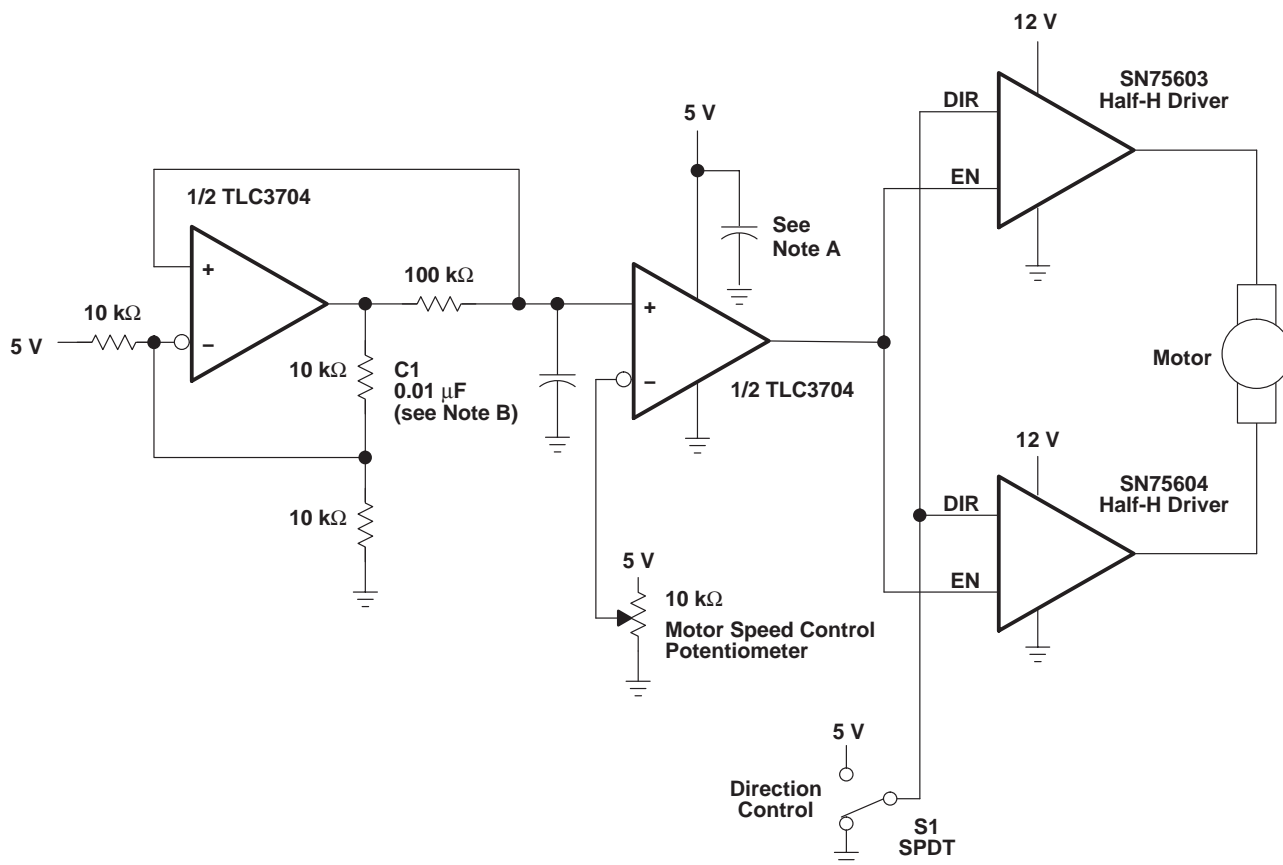 12 V
SN75603
Half-H Driver
DIR
5 V
EN
1/2 TLC3704
See
Note A
+
100 kΩ
10 kΩ
+
5 V
−
10 kΩ
C1
0.01 μF
(see Note B)
−
1/2 TLC3704
Motor
12 V
SN75604
Half-H Driver
DIR
10 kΩ
5 V
EN
10 kΩ
Motor Speed Control
Potentiometer
5 V
Direction
Control
S1
SPDT